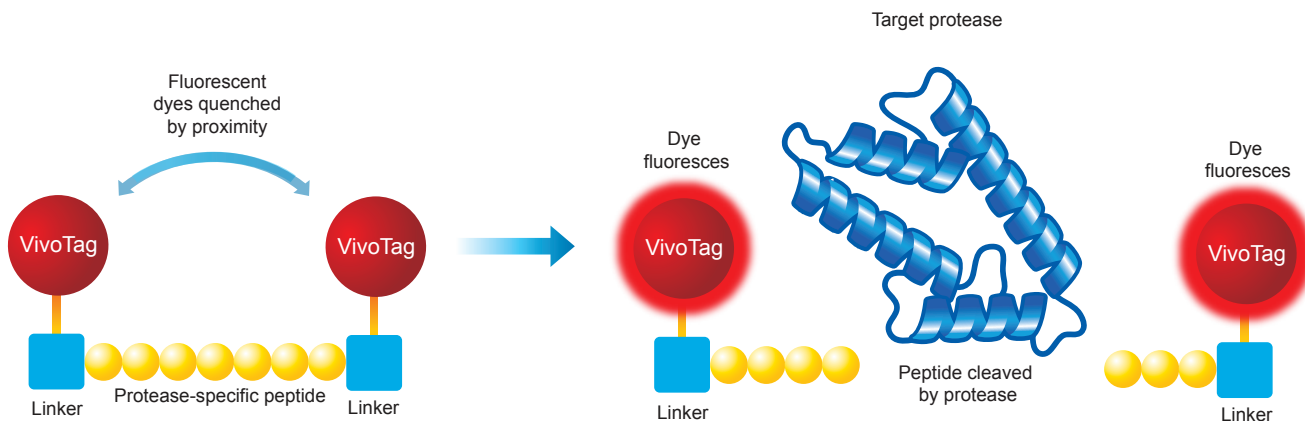 Target protease
Fluorescent
dyes quenched
by proximity
VivoTag
VivoTag
Linker
Protease-specific peptide
Linker
Dye
fluoresces
VivoTag
Linker
Peptide cleaved
by protease
Dye
fluoresces
VivoTag
Linker